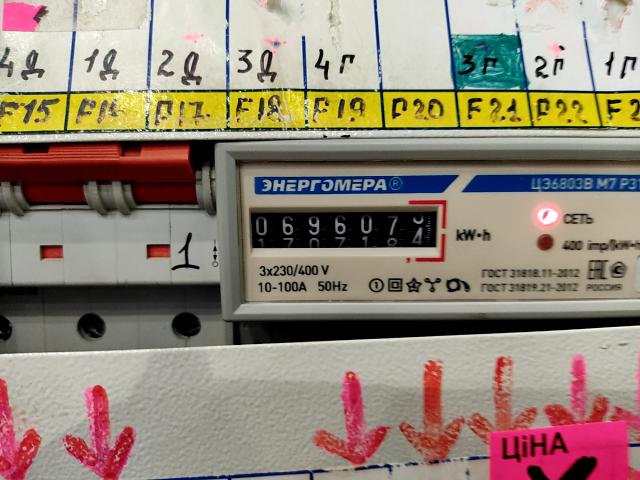 4д 1д 2д 3д 4г 3г 2г 1г
F15 F16 F17 F18 F19 F20 F21 F22
ЭНЕРГОМЕРА® ЦЭ6803В М7 Р31
069607
kW•h
СЕТЬ
400 imp/kW•h
1
3x230/400 V
10-100A 50Hz
ГОСТ 31818.11-2012
ГОСТ 31819.21-2012
РОССИЯ
ЦіНА